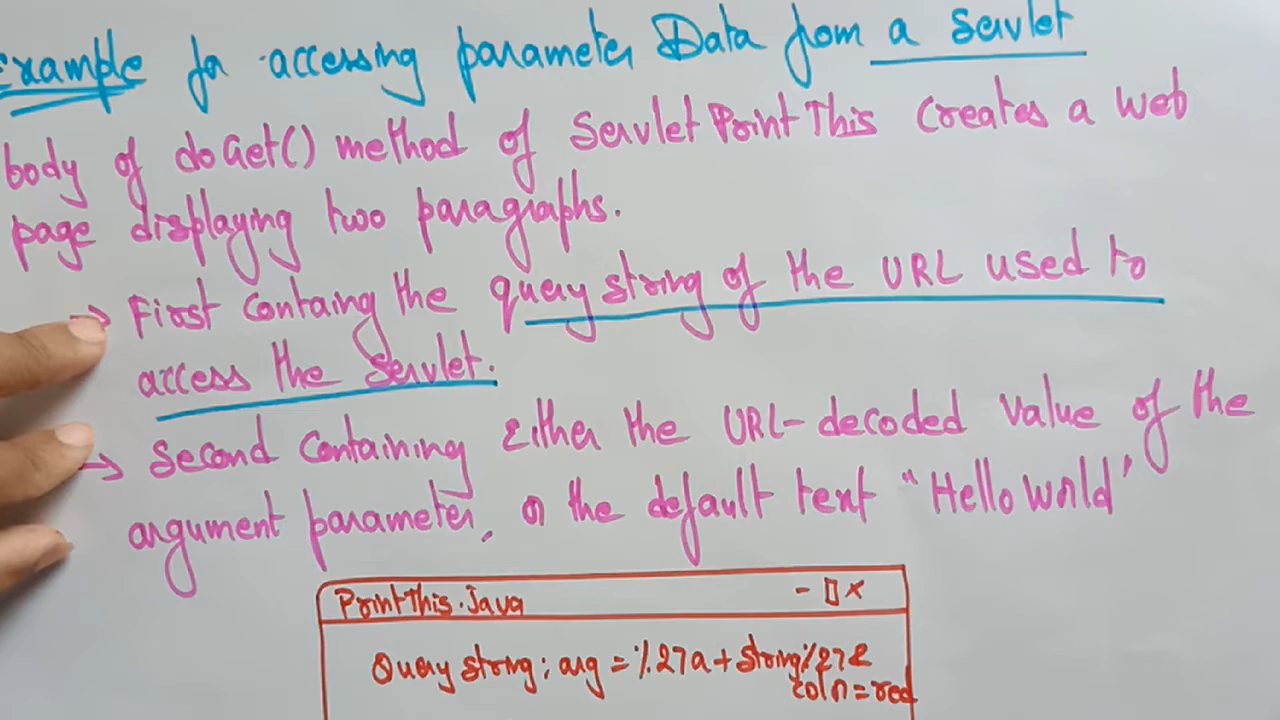 Example for accessing parameter Data from a Servlet
body of doGet() method of Servlet PrintThis creates a web
page displaying two paragraphs.
→ First Containg the query string of the URL used to
access the Servlet.
→ Second Containing Either the URL-decoded value of the
argument parameter, or the default text "Hello World"
PrintThis.Java - □ x
Query string: arg = %27a + string%27&
color=red